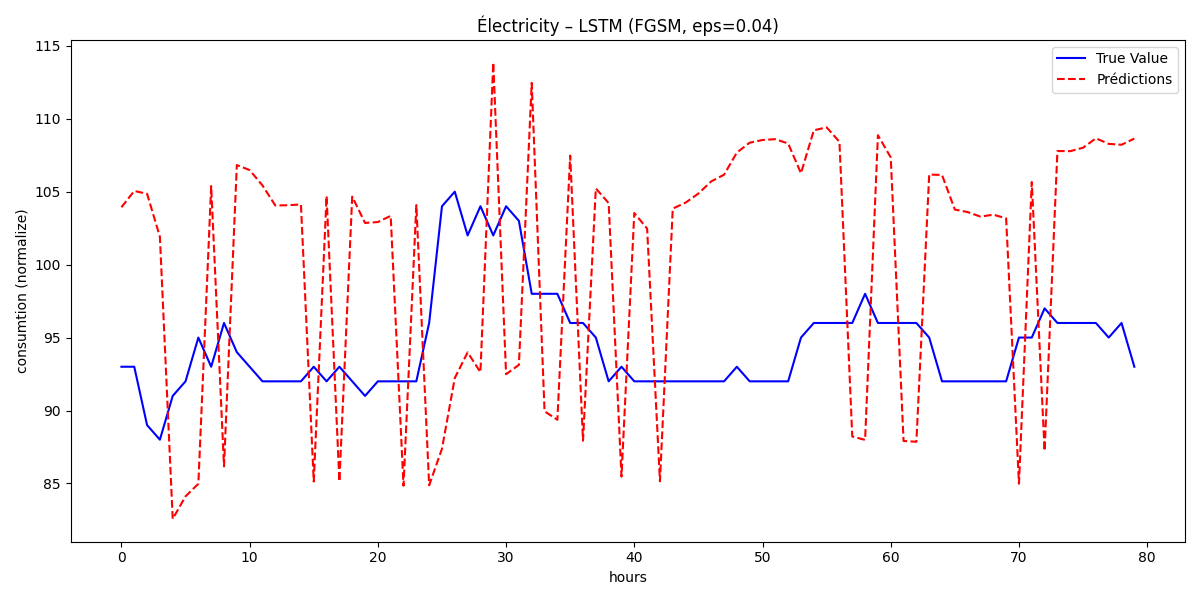 Électricity – LSTM (FGSM, eps=0.04)
True Value
Prédictions
consumtion (normalize)
115
110
105
100
95
90
85
0 10 20 30 40 50 60 70 80
hours